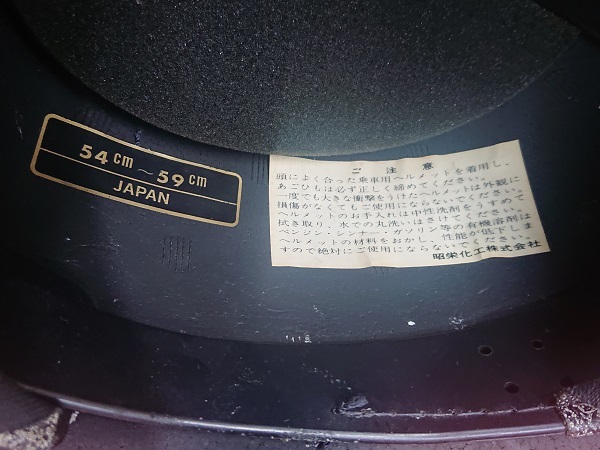 54cm～59cm
JAPAN
ご注意
頭によく合った乗車用ヘルメットを着用し、
あごひもは必ず正しく締めてください。
一度でも大きな衝撃をうけたヘルメットは外観に
損傷がなくてもご使用にならないでください。
ヘルメットのお手入れは中性洗剤をうすめて
拭き取り、水での丸洗いはさけてください。
ベンジン・シンナー・ガソリン等の有機溶剤は
ヘルメットの材料をおかし、性能が低下しま
すので絶対にご使用にならないでください。
昭栄化工株式会社